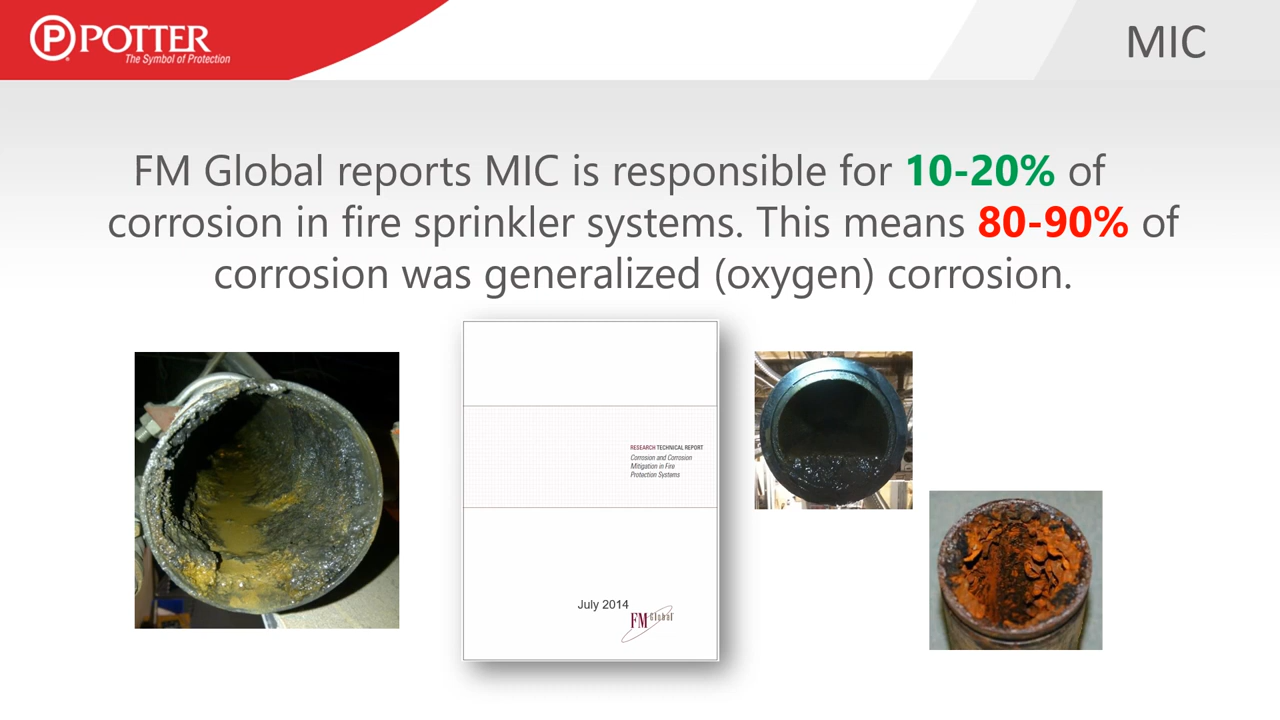 POTTER
The Symbol of Protection
MIC
FM Global reports MIC is responsible for 10-20% of
corrosion in fire sprinkler systems. This means 80-90% of
corrosion was generalized (oxygen) corrosion.
RESEARCH TECHNICAL REPORT
Corrosion and Corrosion
Mitigation in Fire
Protection Systems
July 2014
FM Global